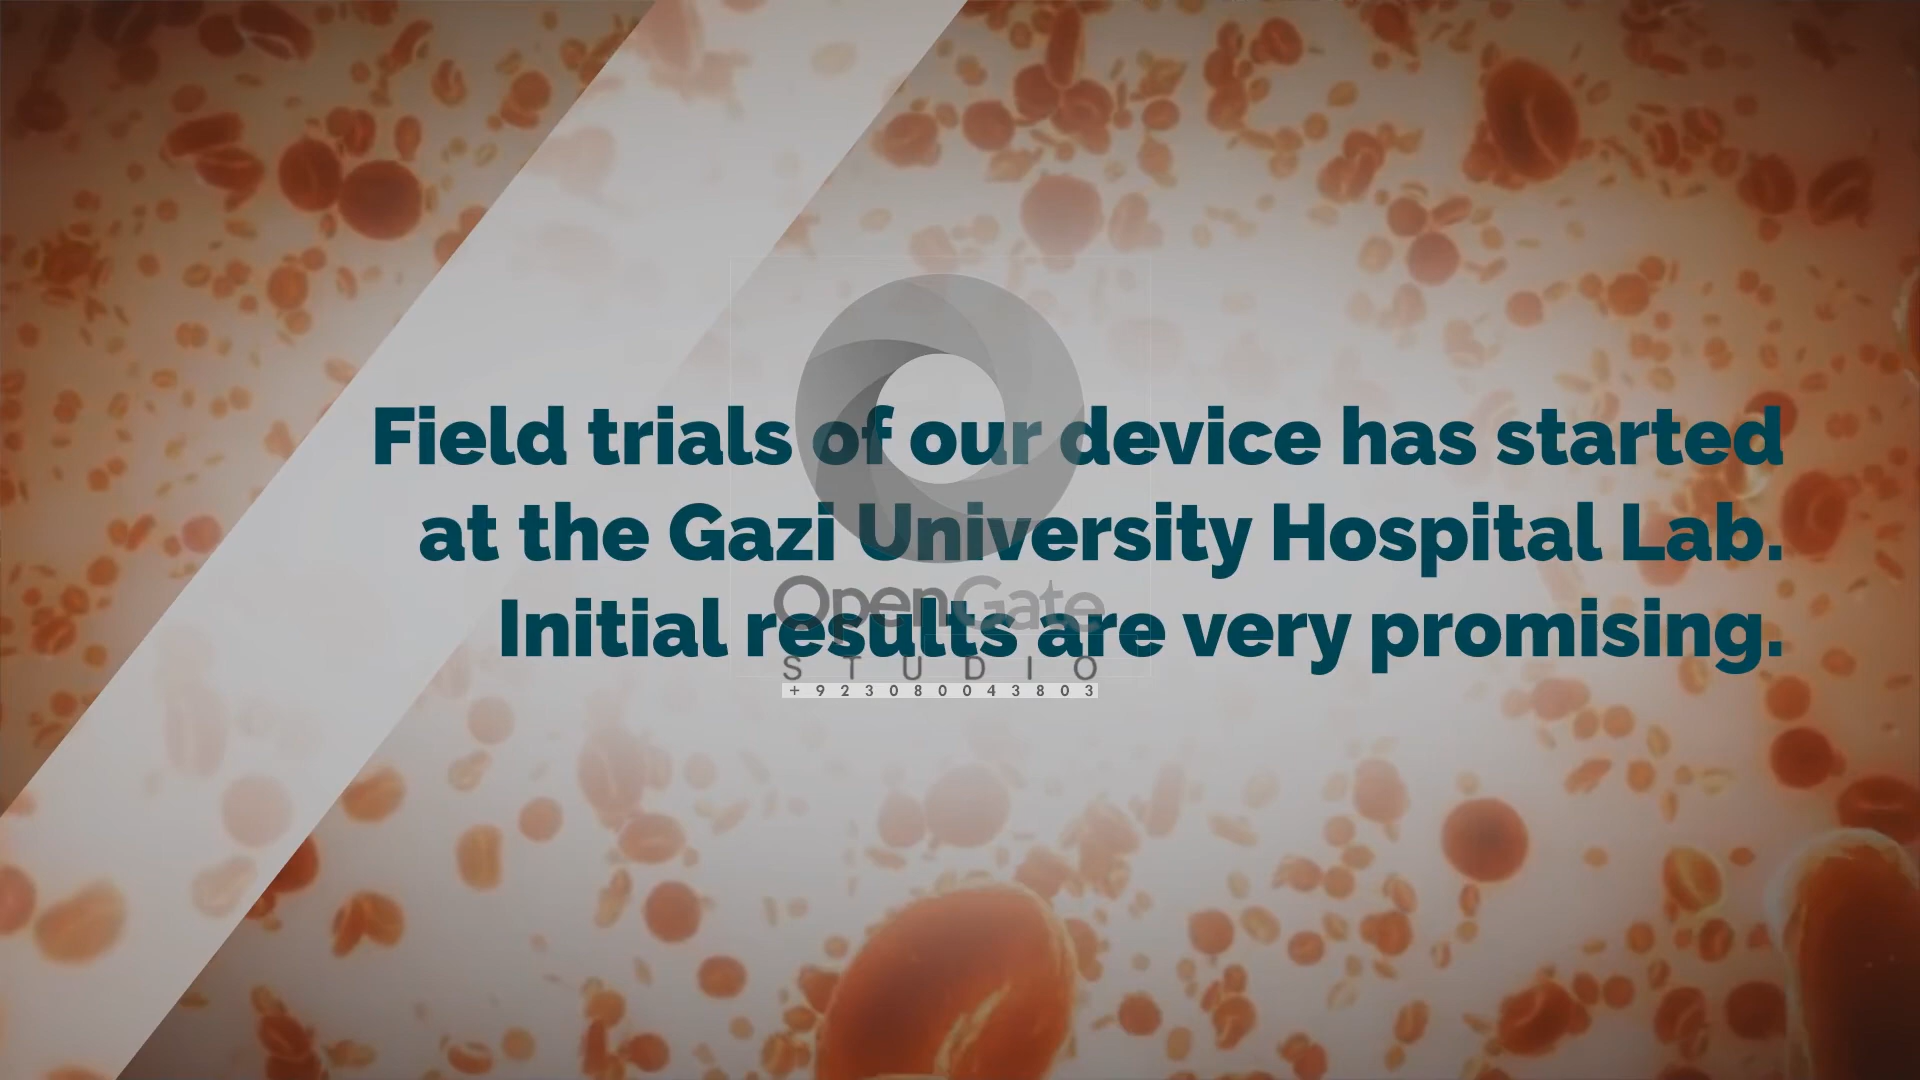 Field trials of our device has started
at the Gazi University Hospital Lab.
Initial results are very promising.
OpenGate
STUDIO
+923080043803